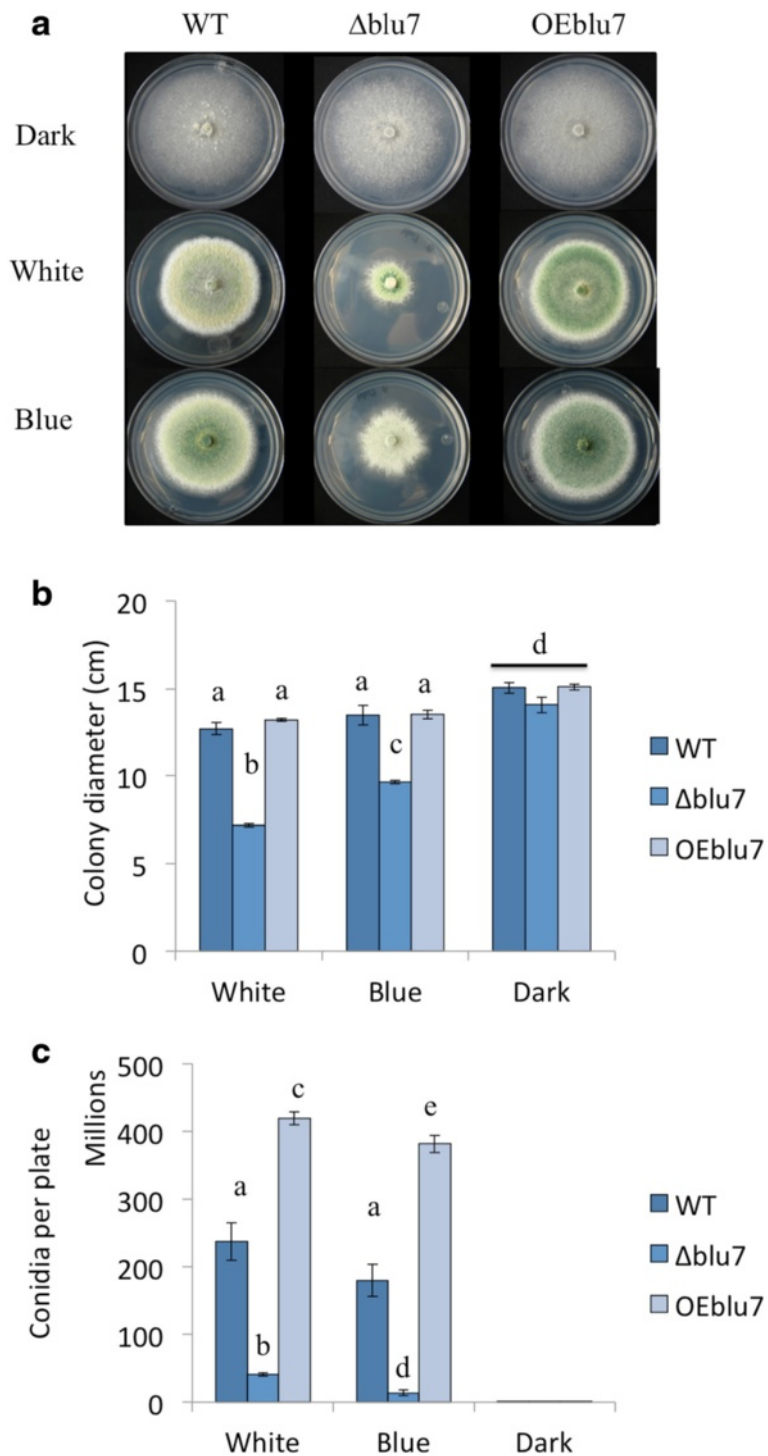 a
WT Δblu7 OEblu7
Dark
White
Blue
b
Colony diameter (cm)
20
15
10
5
0
a a
b
a a
c
d
White Blue Dark
WT
Δblu7
OEblu7
c
Conidia per plate
Millions
500
400
300
200
100
0
a
b
c
a
d
e
White Blue Dark
WT
Δblu7
OEblu7